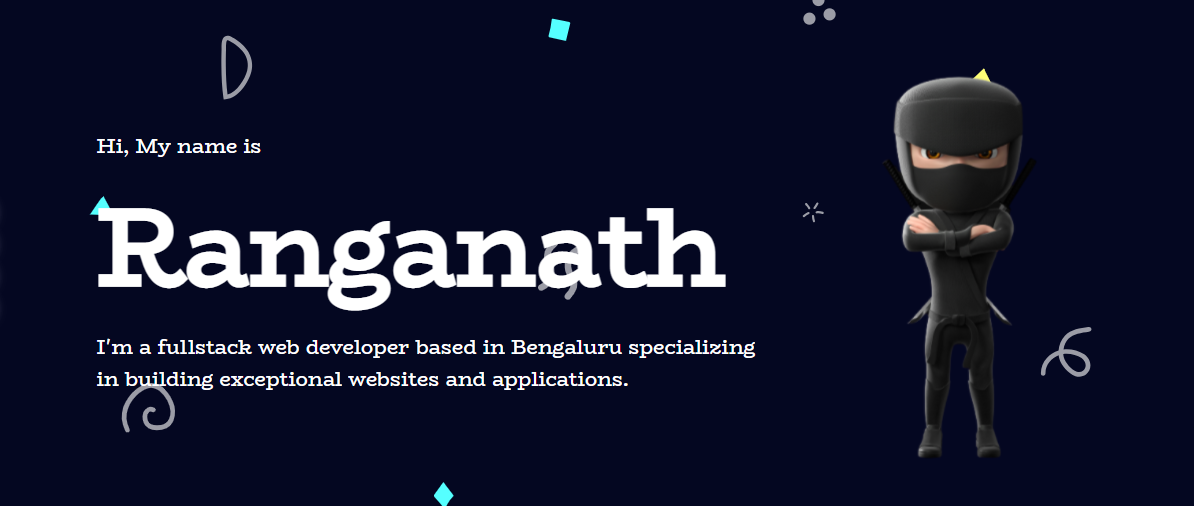 Hi, My name is
Ranganath
I'm a fullstack web developer based in Bengaluru specializing
in building exceptional websites and applications.